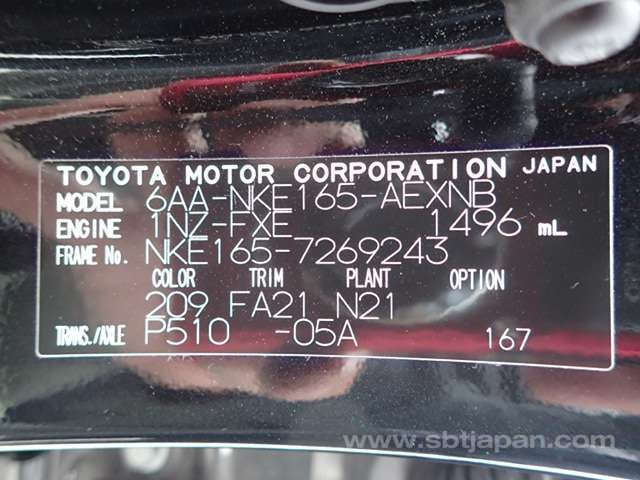 TOYOTA MOTOR CORPORATION JAPAN
MODEL 6AA-NKE165-AEXNB
ENGINE 1NZ-FXE 1496 mL
FRAME No. NKE165-7269243
COLOR TRIM PLANT OPTION
209 FA21 N21
TRANS./AXLE P510 -05A 167
www.sbtjapan.com